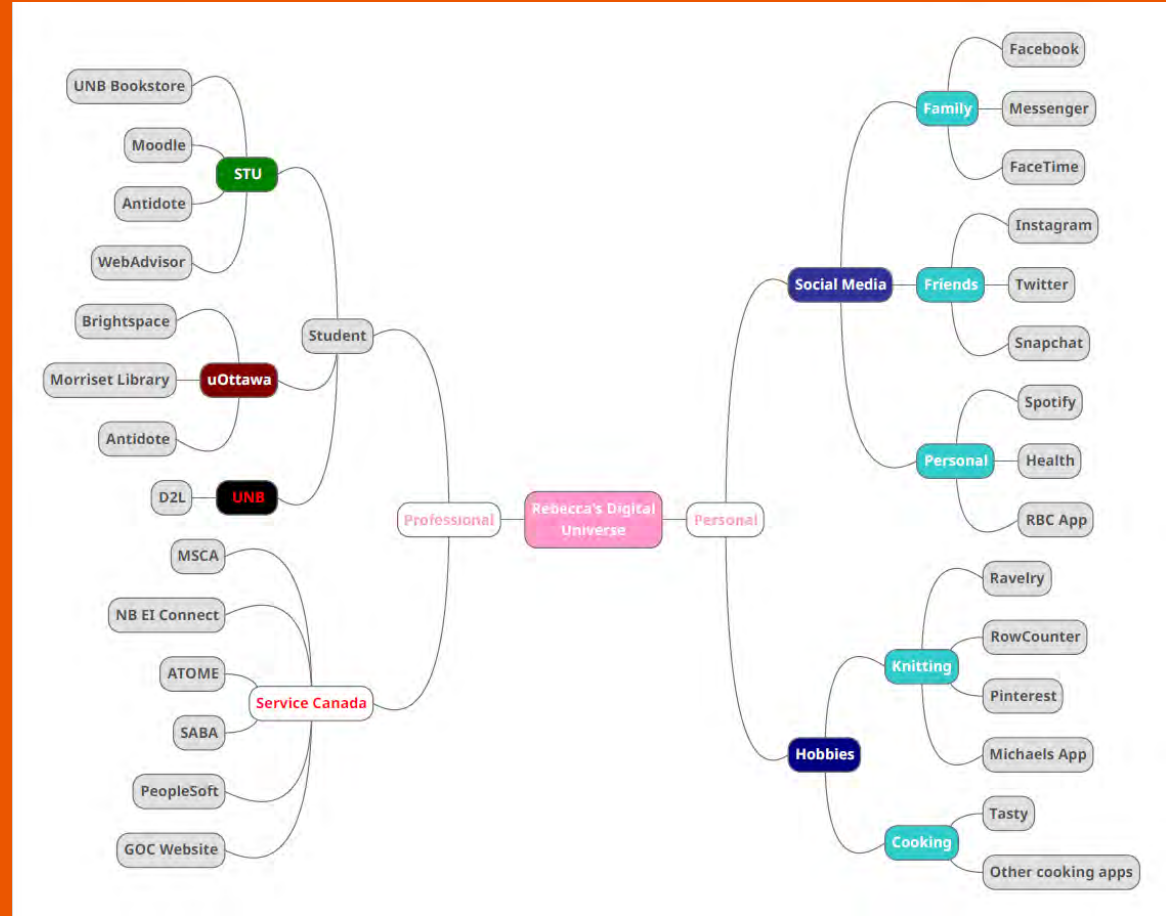 Rebecca's Digital
Universe
Professional
Student
STU
UNB Bookstore
Moodle
Antidote
WebAdvisor
uOttawa
Brightspace
Morriset Library
Antidote
UNB
D2L
Service Canada
MSCA
NB EI Connect
ATOME
SABA
PeopleSoft
GOC Website
Personal
Social Media
Family
Facebook
Messenger
FaceTime
Friends
Instagram
Twitter
Snapchat
Personal
Spotify
Health
RBC App
Hobbies
Knitting
Ravelry
RowCounter
Pinterest
Michaels App
Cooking
Tasty
Other cooking apps